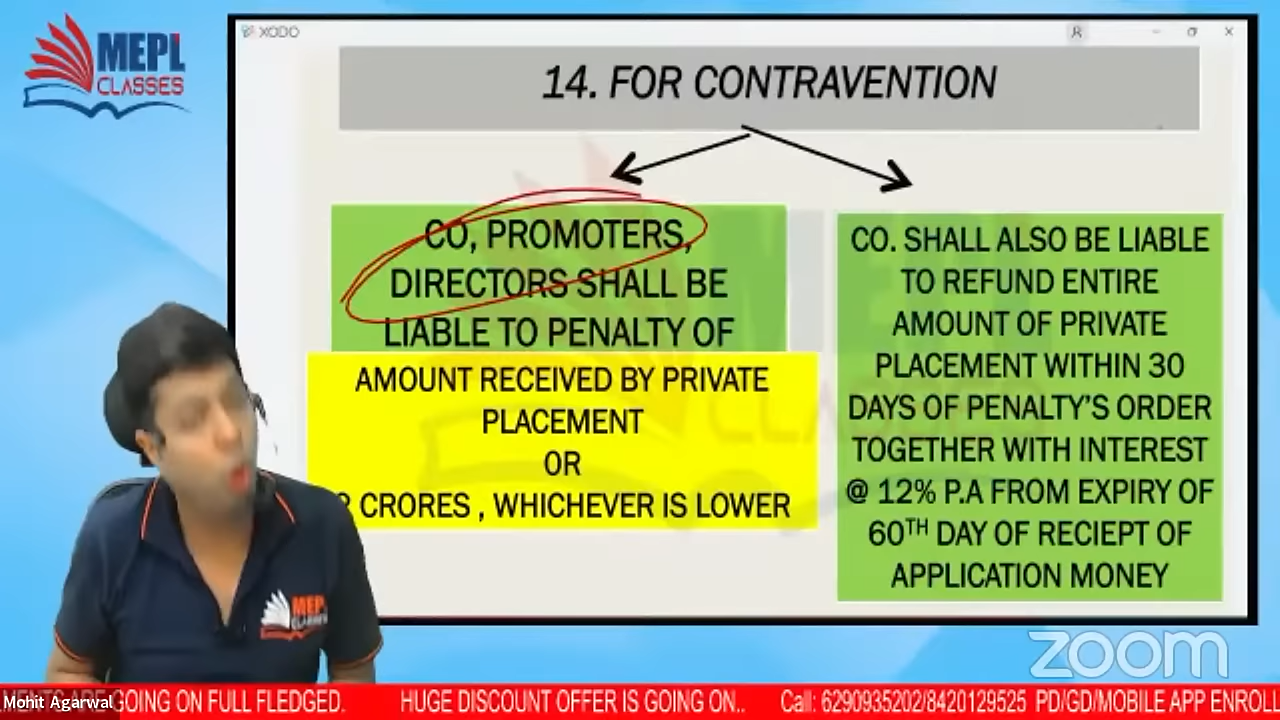 MEPL
CLASSES
XODO
14. FOR CONTRAVENTION
CO, PROMOTERS,
DIRECTORS SHALL BE
LIABLE TO PENALTY OF
AMOUNT RECEIVED BY PRIVATE
PLACEMENT
OR
CRORES , WHICHEVER IS LOWER
CO. SHALL ALSO BE LIABLE
TO REFUND ENTIRE
AMOUNT OF PRIVATE
PLACEMENT WITHIN 30
DAYS OF PENALTY'S ORDER
TOGETHER WITH INTEREST
@ 12% P.A FROM EXPIRY OF
60TH DAY OF RECIEPT OF
APPLICATION MONEY
MEPL
CLASSES
zoom
Mohit Agarwal
GOING ON FULL FLEDGED. HUGE DISCOUNT OFFER IS GOING ON.. Call: 6290935202/8420129525 PD/GD/MOBILE APP